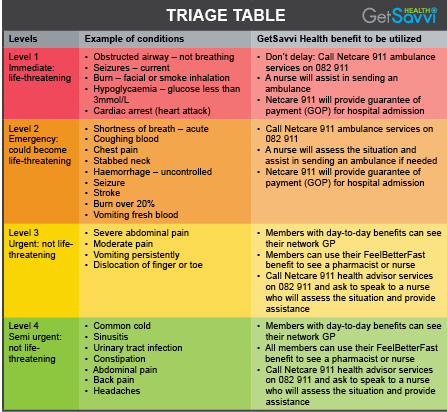 TRIAGE TABLE
GetSavvi
HEALTH
Levels
Example of conditions
GetSavvi Health benefit to be utilized
Level 1
Immediate:
life-threatening
• Obstructed airway – not breathing
• Seizures – current
• Burn – facial or smoke inhalation
• Hypoglycaemia – glucose less than
3mmol/L
• Cardiac arrest (heart attack)
• Don't delay: Call Netcare 911 ambulance
services on 082 911
• A nurse will assist in sending an
ambulance
• Netcare 911 will provide guarantee of
payment (GOP) for hospital admission
Level 2
Emergency:
could become
life-threatening
• Shortness of breath – acute
• Coughing blood
• Chest pain
• Stabbed neck
• Haemorrhage – uncontrolled
• Seizure
• Stroke
• Burn over 20%
• Vomiting fresh blood
• Call Netcare 911 ambulance services on
082 911
• A nurse will assess the situation and
assist in sending an ambulance if needed
• Netcare 911 will provide guarantee of
payment (GOP) for hospital admission
Level 3
Urgent: not life-
threatening
• Severe abdominal pain
• Moderate pain
• Vomiting persistently
• Dislocation of finger or toe
• Members with day-to-day benefits can see
their network GP
• Members can use their FeelBetterFast
benefit to see a pharmacist or nurse
• Call Netcare 911 health advisor services
on 082 911 and ask to speak to a nurse
who will assess the situation and provide
assistance
Level 4
Semi urgent:
not life-
threatening
• Common cold
• Sinusitis
• Urinary tract infection
• Constipation
• Abdominal pain
• Back pain
• Headaches
• Members with day-to-day benefits can see
their network GP
• All members can use their FeelBetterFast
benefit to see a pharmacist or nurse
• Call Netcare 911 health advisor services
on 082 911 and ask to speak to a nurse
who will assess the situation and provide
assistance